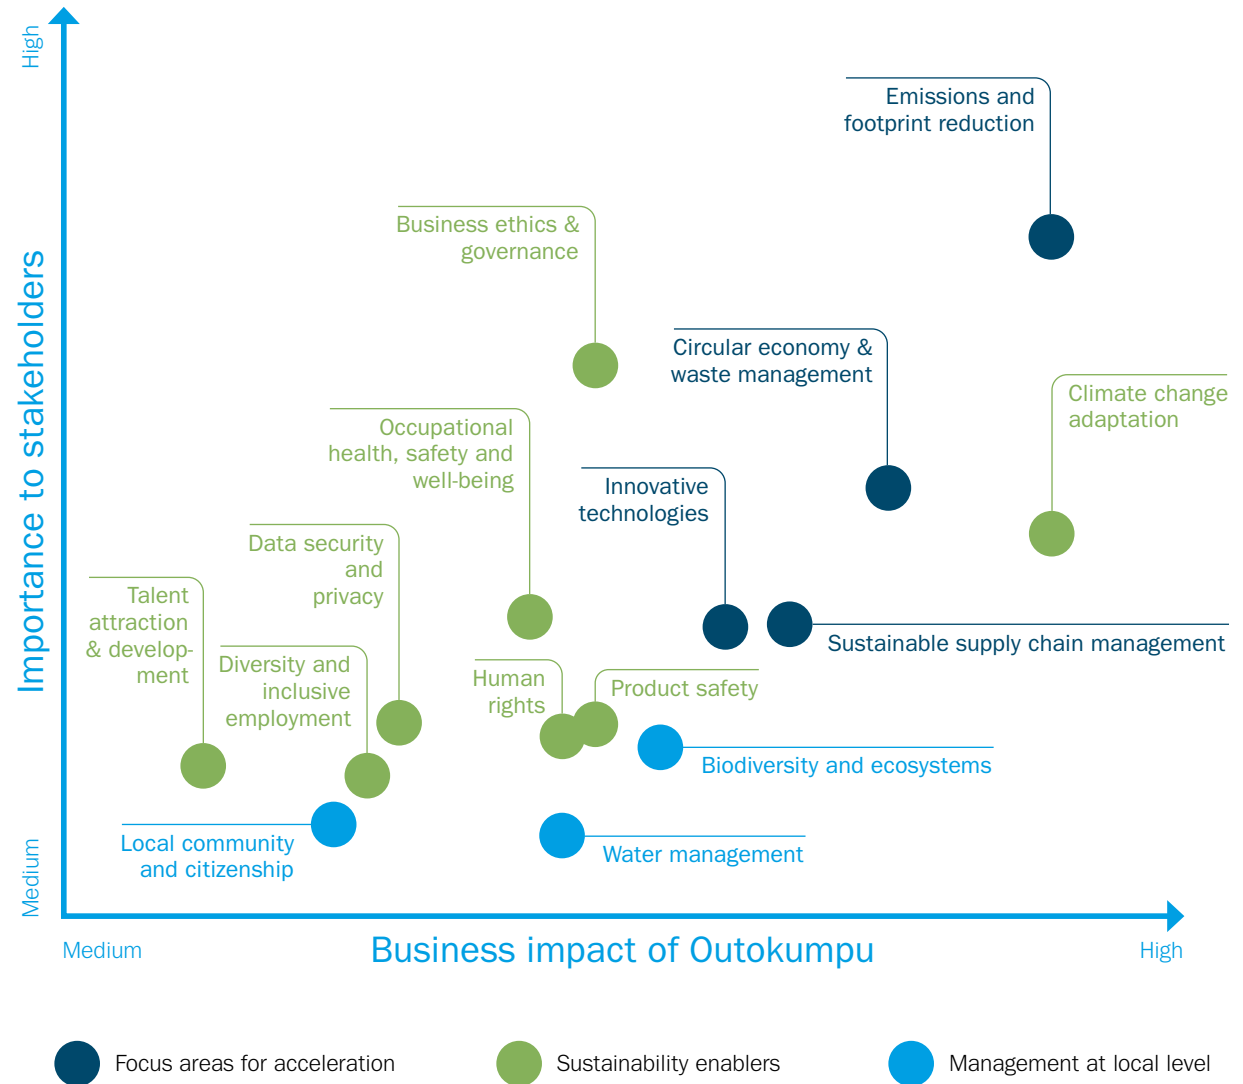 High
Importance to stakeholders
Medium
Emissions and
footprint reduction
Business ethics &
governance
Circular economy &
waste management
Climate change
adaptation
Occupational
health, safety and
well-being
Innovative
technologies
Data security
and
privacy
Talent
attraction
& develop-
ment
Diversity and
inclusive
employment
Sustainable supply chain management
Human
rights
Product safety
Biodiversity and ecosystems
Local community
and citizenship
Water management
Medium
Business impact of Outokumpu
High
Focus areas for acceleration
Sustainability enablers
Management at local level